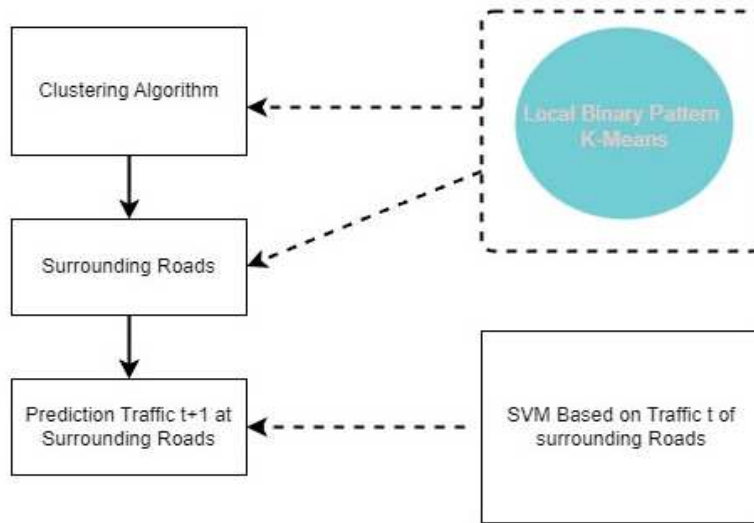 Clustering Algorithm
Local Binary Pattern
K-Means
Surrounding Roads
Prediction Traffic t+1 at
Surrounding Roads
SVM Based on Traffic t of
surrounding Roads